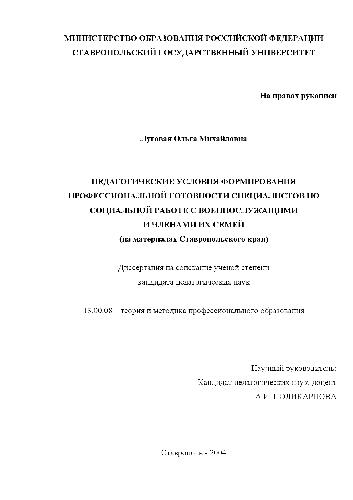 МИНИСТЕРСТВО ОБРАЗОВАНИЯ РОССИЙСКОЙ ФЕДЕРАЦИИ
СТАВРОПОЛЬСКИЙ ГОСУДАРСТВЕННЫЙ УНИВЕРСИТЕТ
На правах рукописи
Луговая Ольга Михайловна
ПЕДАГОГИЧЕСКИЕ УСЛОВИЯ ФОРМИРОВАНИЯ
ПРОФЕССИОНАЛЬНОЙ ГОТОВНОСТИ СПЕЦИАЛИСТОВ ПО
СОЦИАЛЬНОЙ РАБОТЕ С ВОЕННОСЛУЖАЩИМИ
И ЧЛЕНАМИ ИХ СЕМЕЙ
(на материалах Ставропольского края)
Диссертация на соискание ученой степени
кандидата педагогических наук
13.00.08 – теория и методика профессионального образования
Научный руководитель:
Кандидат педагогических наук, доцент
ПОЛИКАРПОВА
Ставрополь - 2004